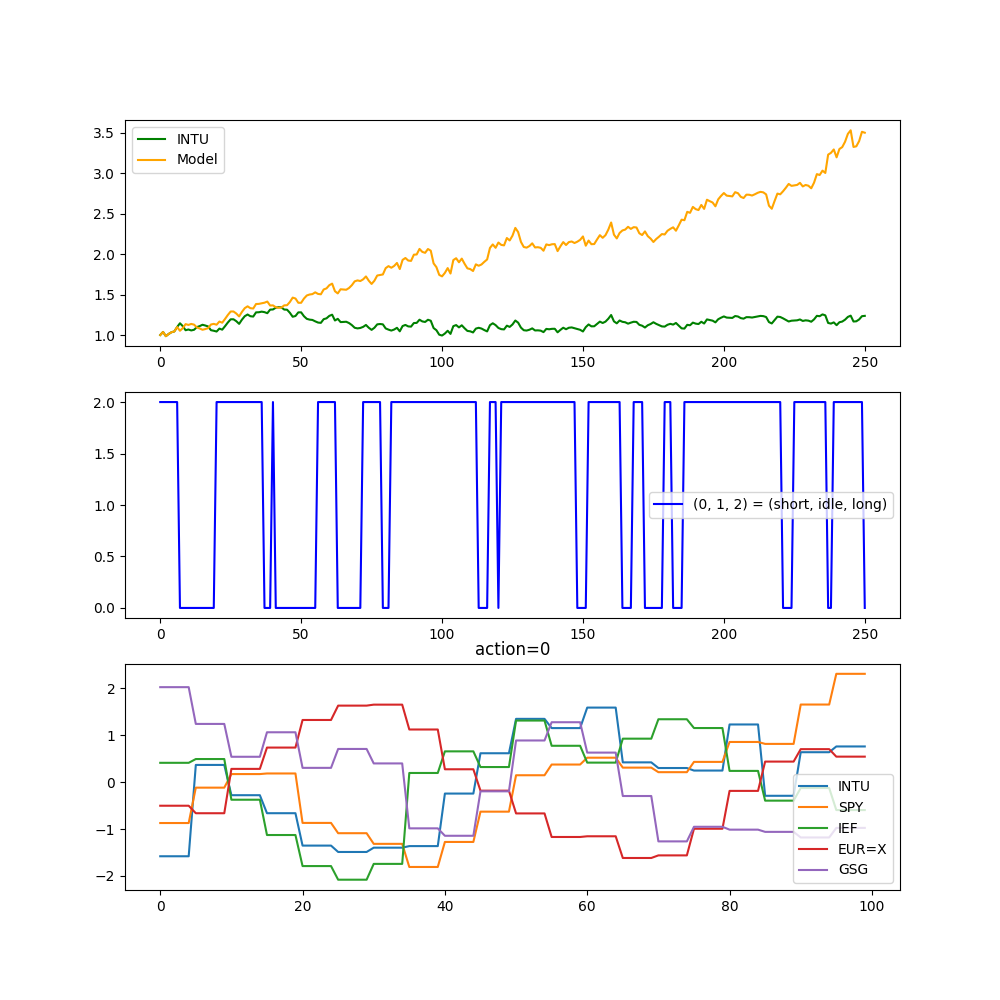 3.5
3.0
2.5
2.0
1.5
1.0
INTU
Model
0 50 100 150 200 250
2.0
1.5
1.0
0.5
0.0
(0, 1, 2) = (short, idle, long)
0 50 100 150 200 250
action=0
2
1
0
−1
−2
INTU
SPY
IEF
EUR=X
GSG
0 20 40 60 80 100